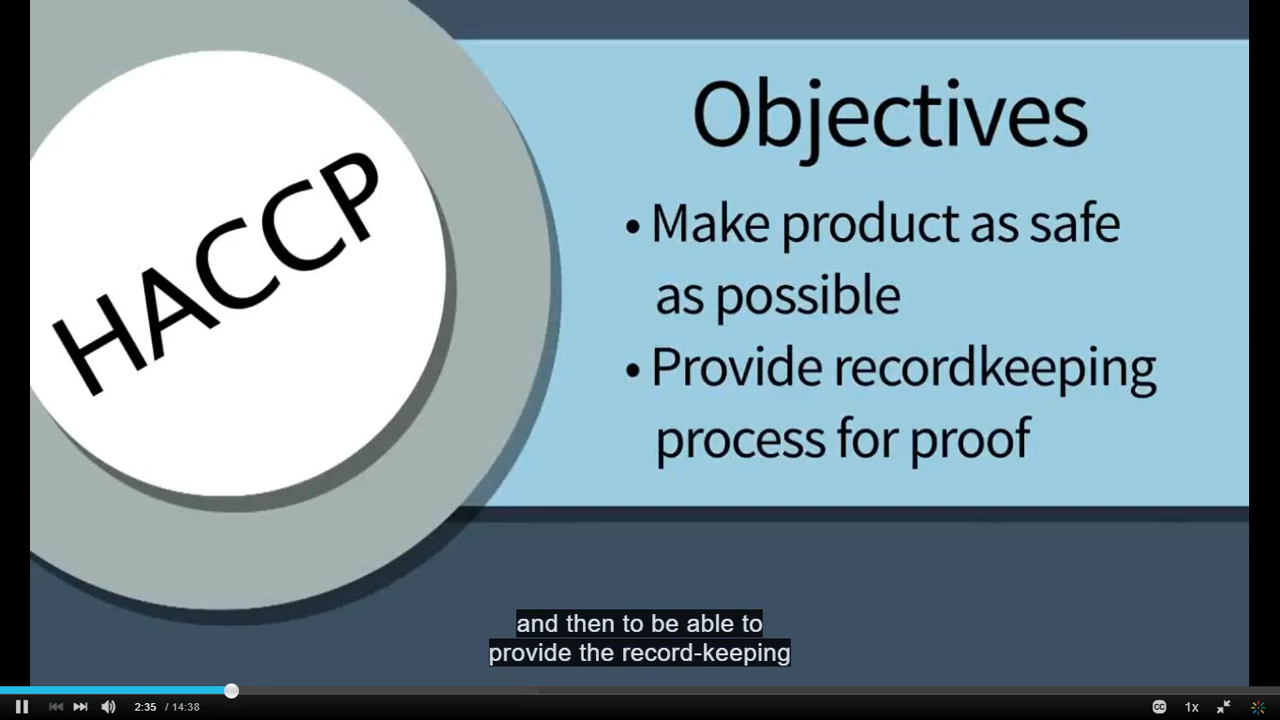 HACCP
Objectives
• Make product as safe
as possible
• Provide recordkeeping
process for proof
and then to be able to
provide the record-keeping
2:35 / 14:38
CC
1x